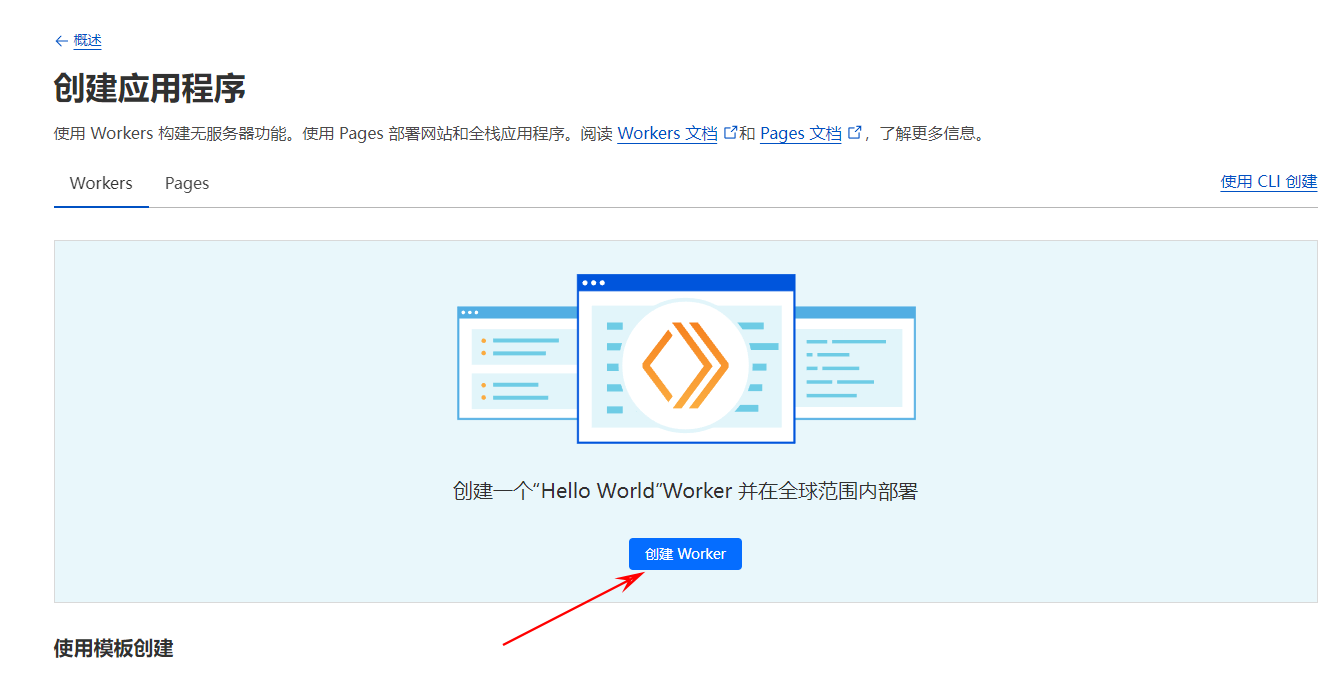 ← 概述
创建应用程序
使用 Workers 构建无服务器功能。使用 Pages 部署网站和全栈应用程序。阅读 Workers 文档 和 Pages 文档 ，了解更多信息。
Workers Pages 使用 CLI 创建
创建一个“Hello World”Worker 并在全球范围内部署
创建 Worker
使用模板创建